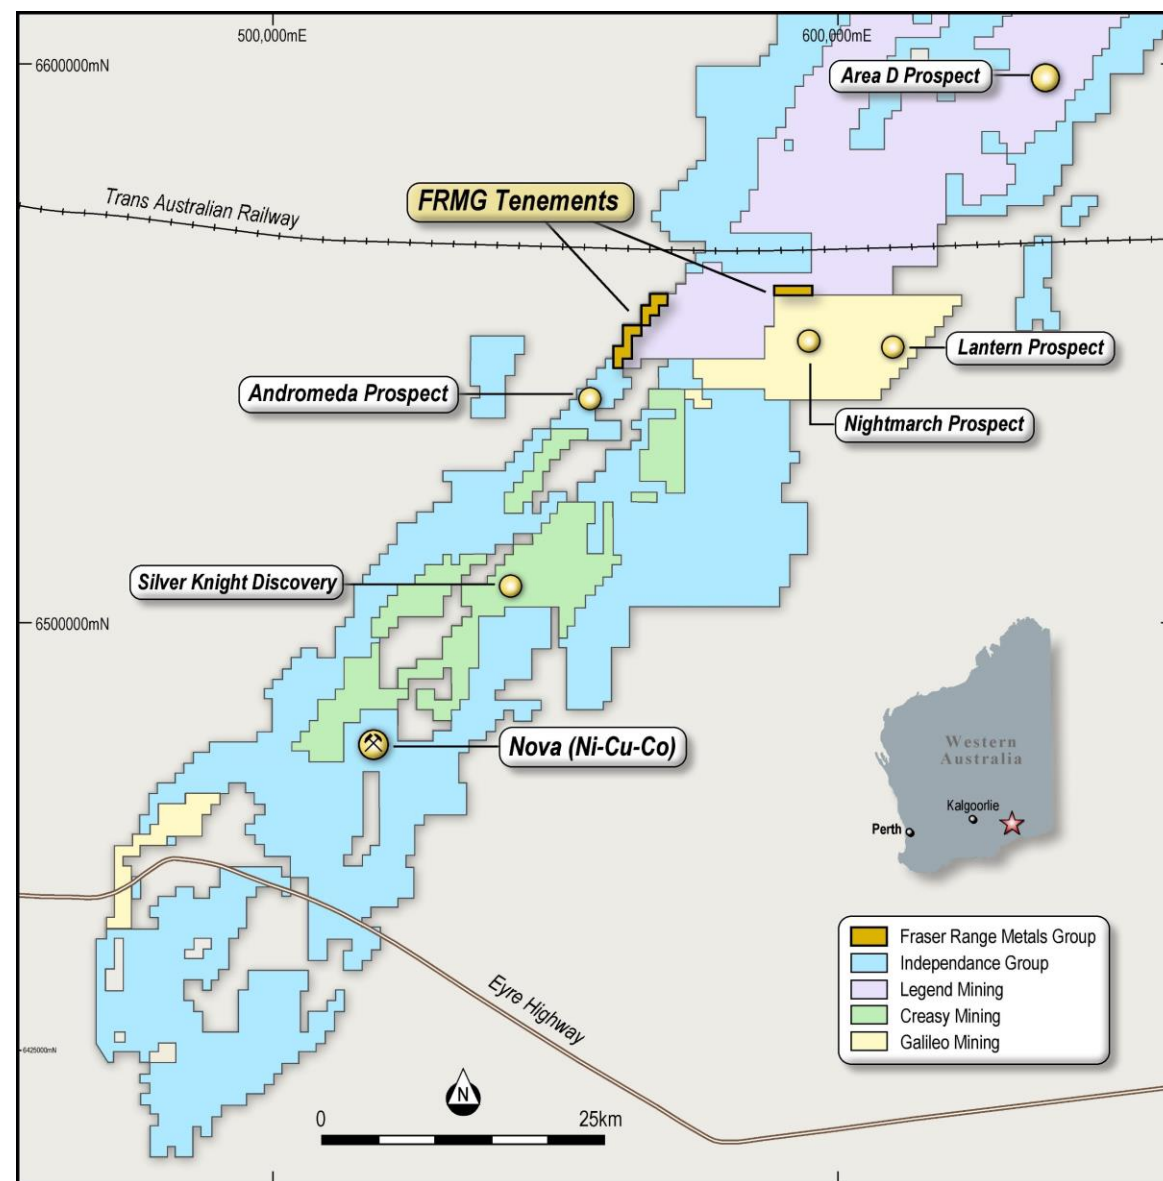 500,000mE
600,000mE
6600000mN
Area D Prospect
Trans Australian Railway
FRMG Tenements
Lantern Prospect
Andromeda Prospect
Nightmarch Prospect
Silver Knight Discovery
6500000mN
Nova (Ni-Cu-Co)
Western
Australia
Kalgoorlie
Perth
Fraser Range Metals Group
Independance Group
Legend Mining
Creasy Mining
Galileo Mining
Eyre Highway
6425000mN
N
0
25km